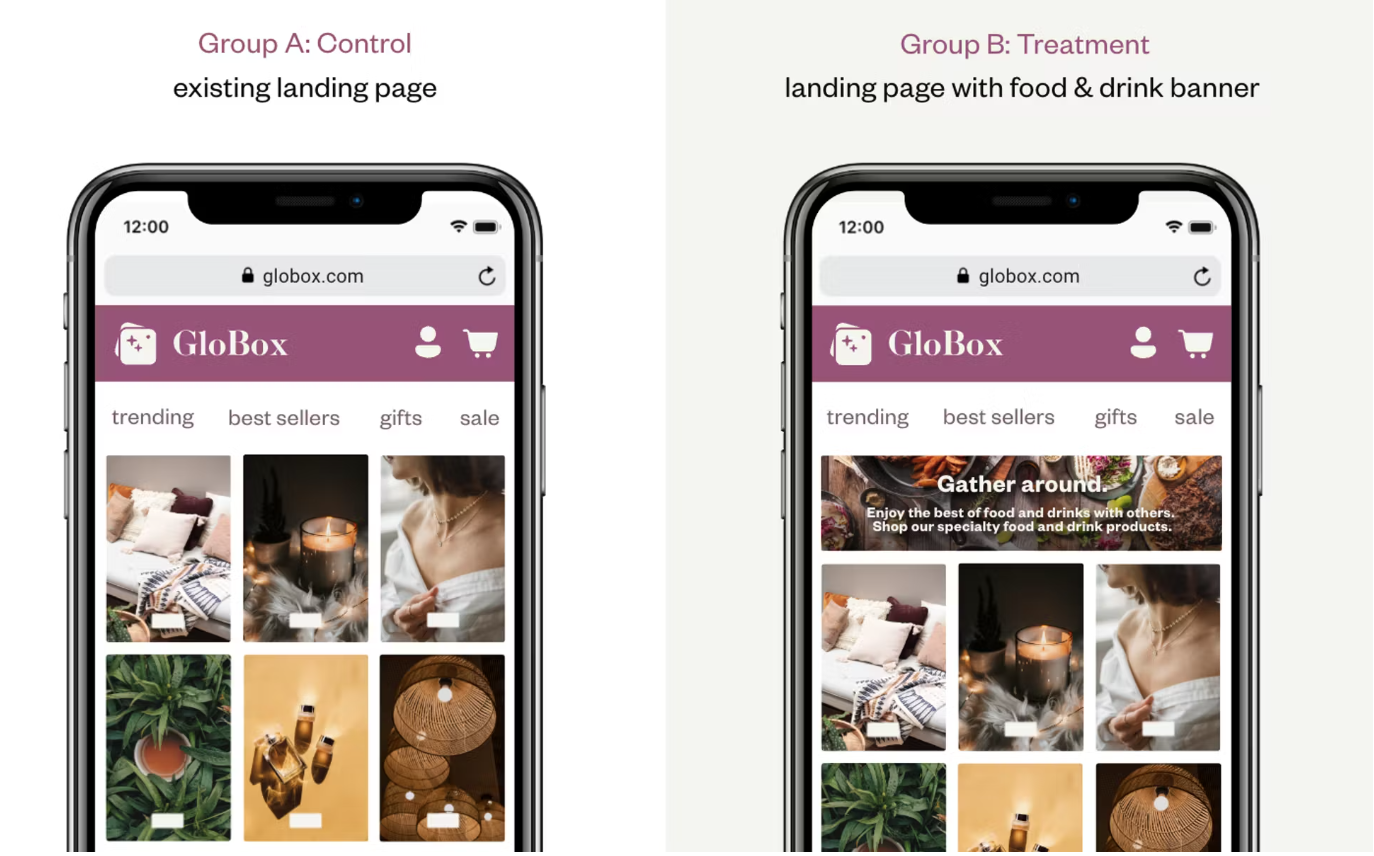 Group A: Control
existing landing page
12:00
globox.com
GloBox
trending best sellers gifts sale
Group B: Treatment
landing page with food & drink banner
12:00
globox.com
GloBox
trending best sellers gifts sale
Gather around.
Enjoy the best of food and drinks with others.
Shop our specialty food and drink products.